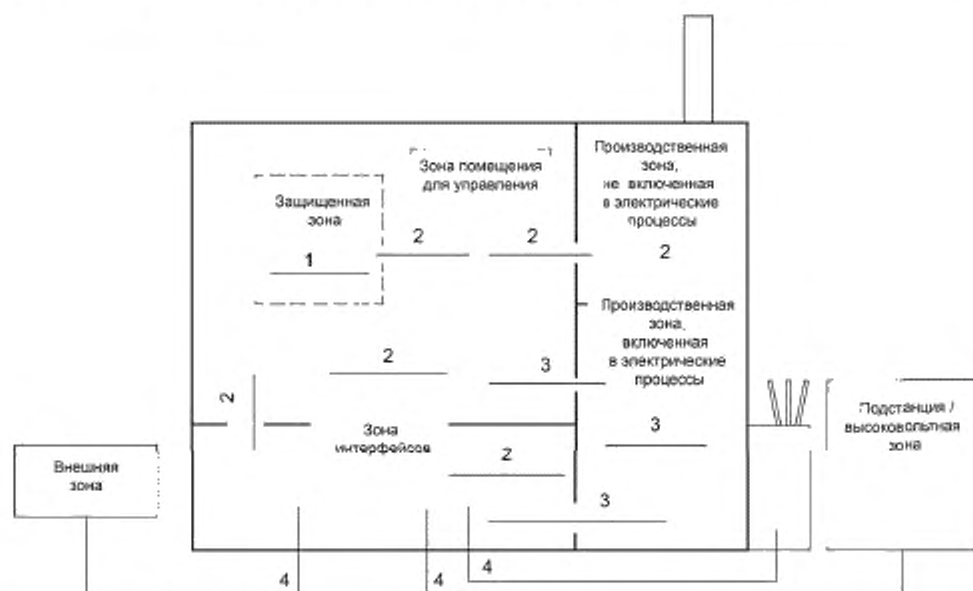 Производственная
зона,
не включенная
в электрические
процессы
Зона помещения
для управления
Защищенная
зона
2
2
2
1
Производственная
зона,
включенная
в электрические
процессы
2
3
2
Подстанция /
высоковольтная
зона
3
Зона
интерфейсов
2
Внешняя
зона
3
4
4
4